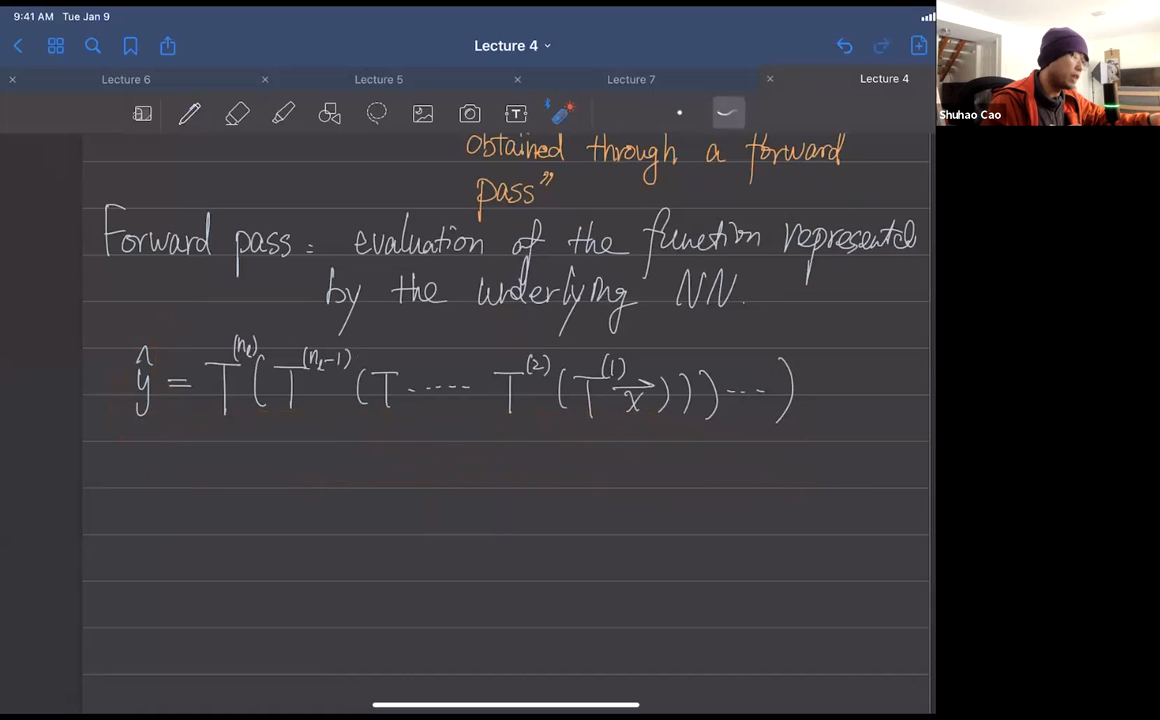 9:41 AM Tue Jan 9
Lecture 4
Lecture 6
Lecture 5
Lecture 7
Lecture 4
T
Shuhao Cao
Obtained through a forward
pass”
Forward pass: evaluation of the function represented
by the underlying NN.
ŷ = T^(n_ℓ) (T^(n_ℓ-1) (T ..... T^(2) (T^(1) x⃗ ))) ... )